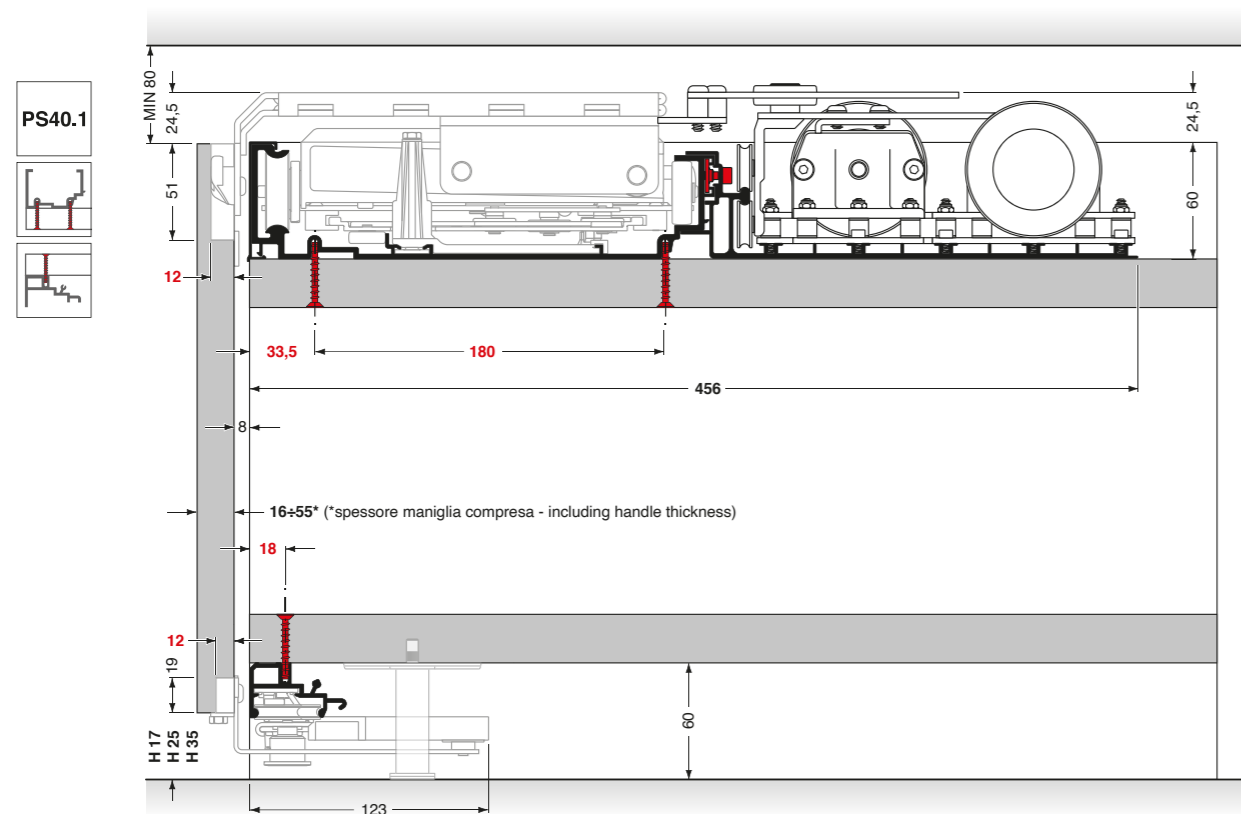 MIN 80
24,5
24,5
PS40.1
51
60
12
33,5
180
456
8
16÷55* (*spessore maniglia compresa - including handle thickness)
18
12
19
60
H 17
H 25
H 35
123